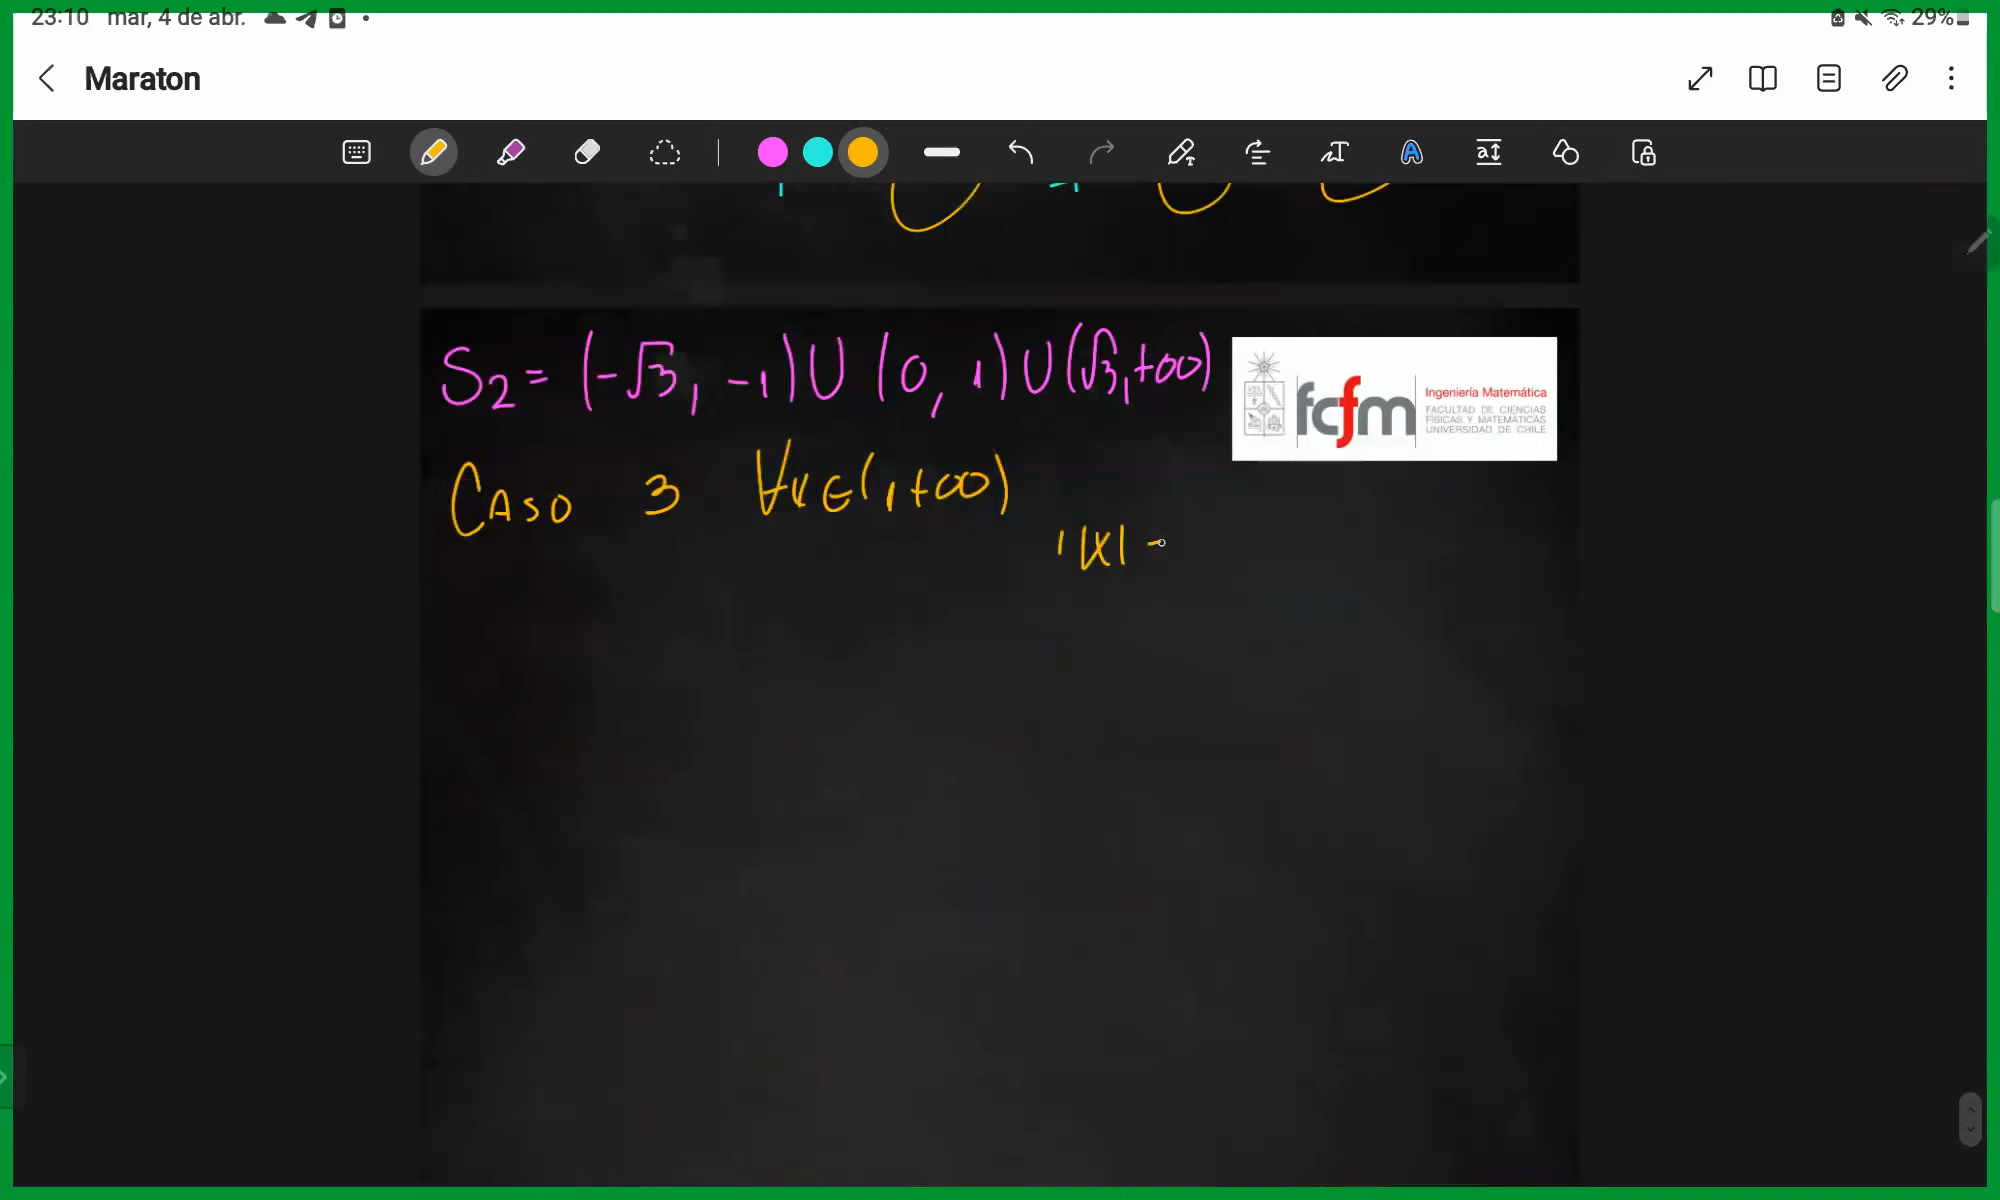 23:10 mar, 4 de abr. 29%
Maraton
S₂ = (-√3, -1) U (0, 1) U (√3, +∞)
fcfm
Ingeniería Matemática
FACULTAD DE CIENCIAS
FÍSICAS Y MATEMÁTICAS
UNIVERSIDAD DE CHILE
CASO 3 ∀x∈(1, +∞)
|x| -